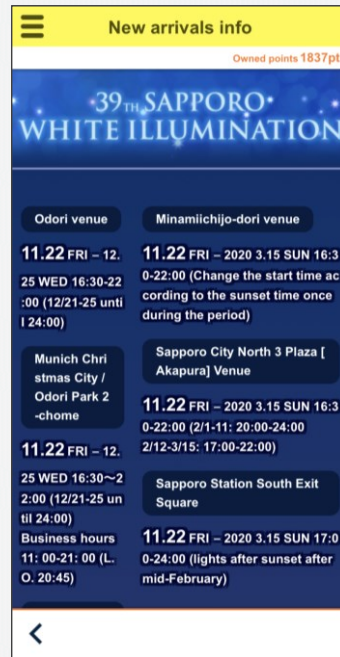 New arrivals info
Owned points 1837pt
39TH SAPPORO
WHITE ILLUMINATION
Odori venue
11.22 FRI – 12.
25 WED 16:30-22
:00 (12/21-25 unti
l 24:00)
Munich Chri
stmas City /
Odori Park 2
-chome
11.22 FRI – 12.
25 WED 16:30～2
2:00 (12/21-25 un
til 24:00)
Business hours
11: 00-21: 00 (L.
O. 20:45)
Minamiichijo-dori venue
11.22 FRI – 2020 3.15 SUN 16:3
0-22:00 (Change the start time ac
cording to the sunset time once
during the period)
Sapporo City North 3 Plaza [
Akapura] Venue
11.22 FRI – 2020 3.15 SUN 16:3
0-22:00 (2/1-11: 20:00-24:00
2/12-3/15: 17:00-22:00)
Sapporo Station South Exit
Square
11.22 FRI – 2020 3.15 SUN 17:0
0-24:00 (lights after sunset after
mid-February)